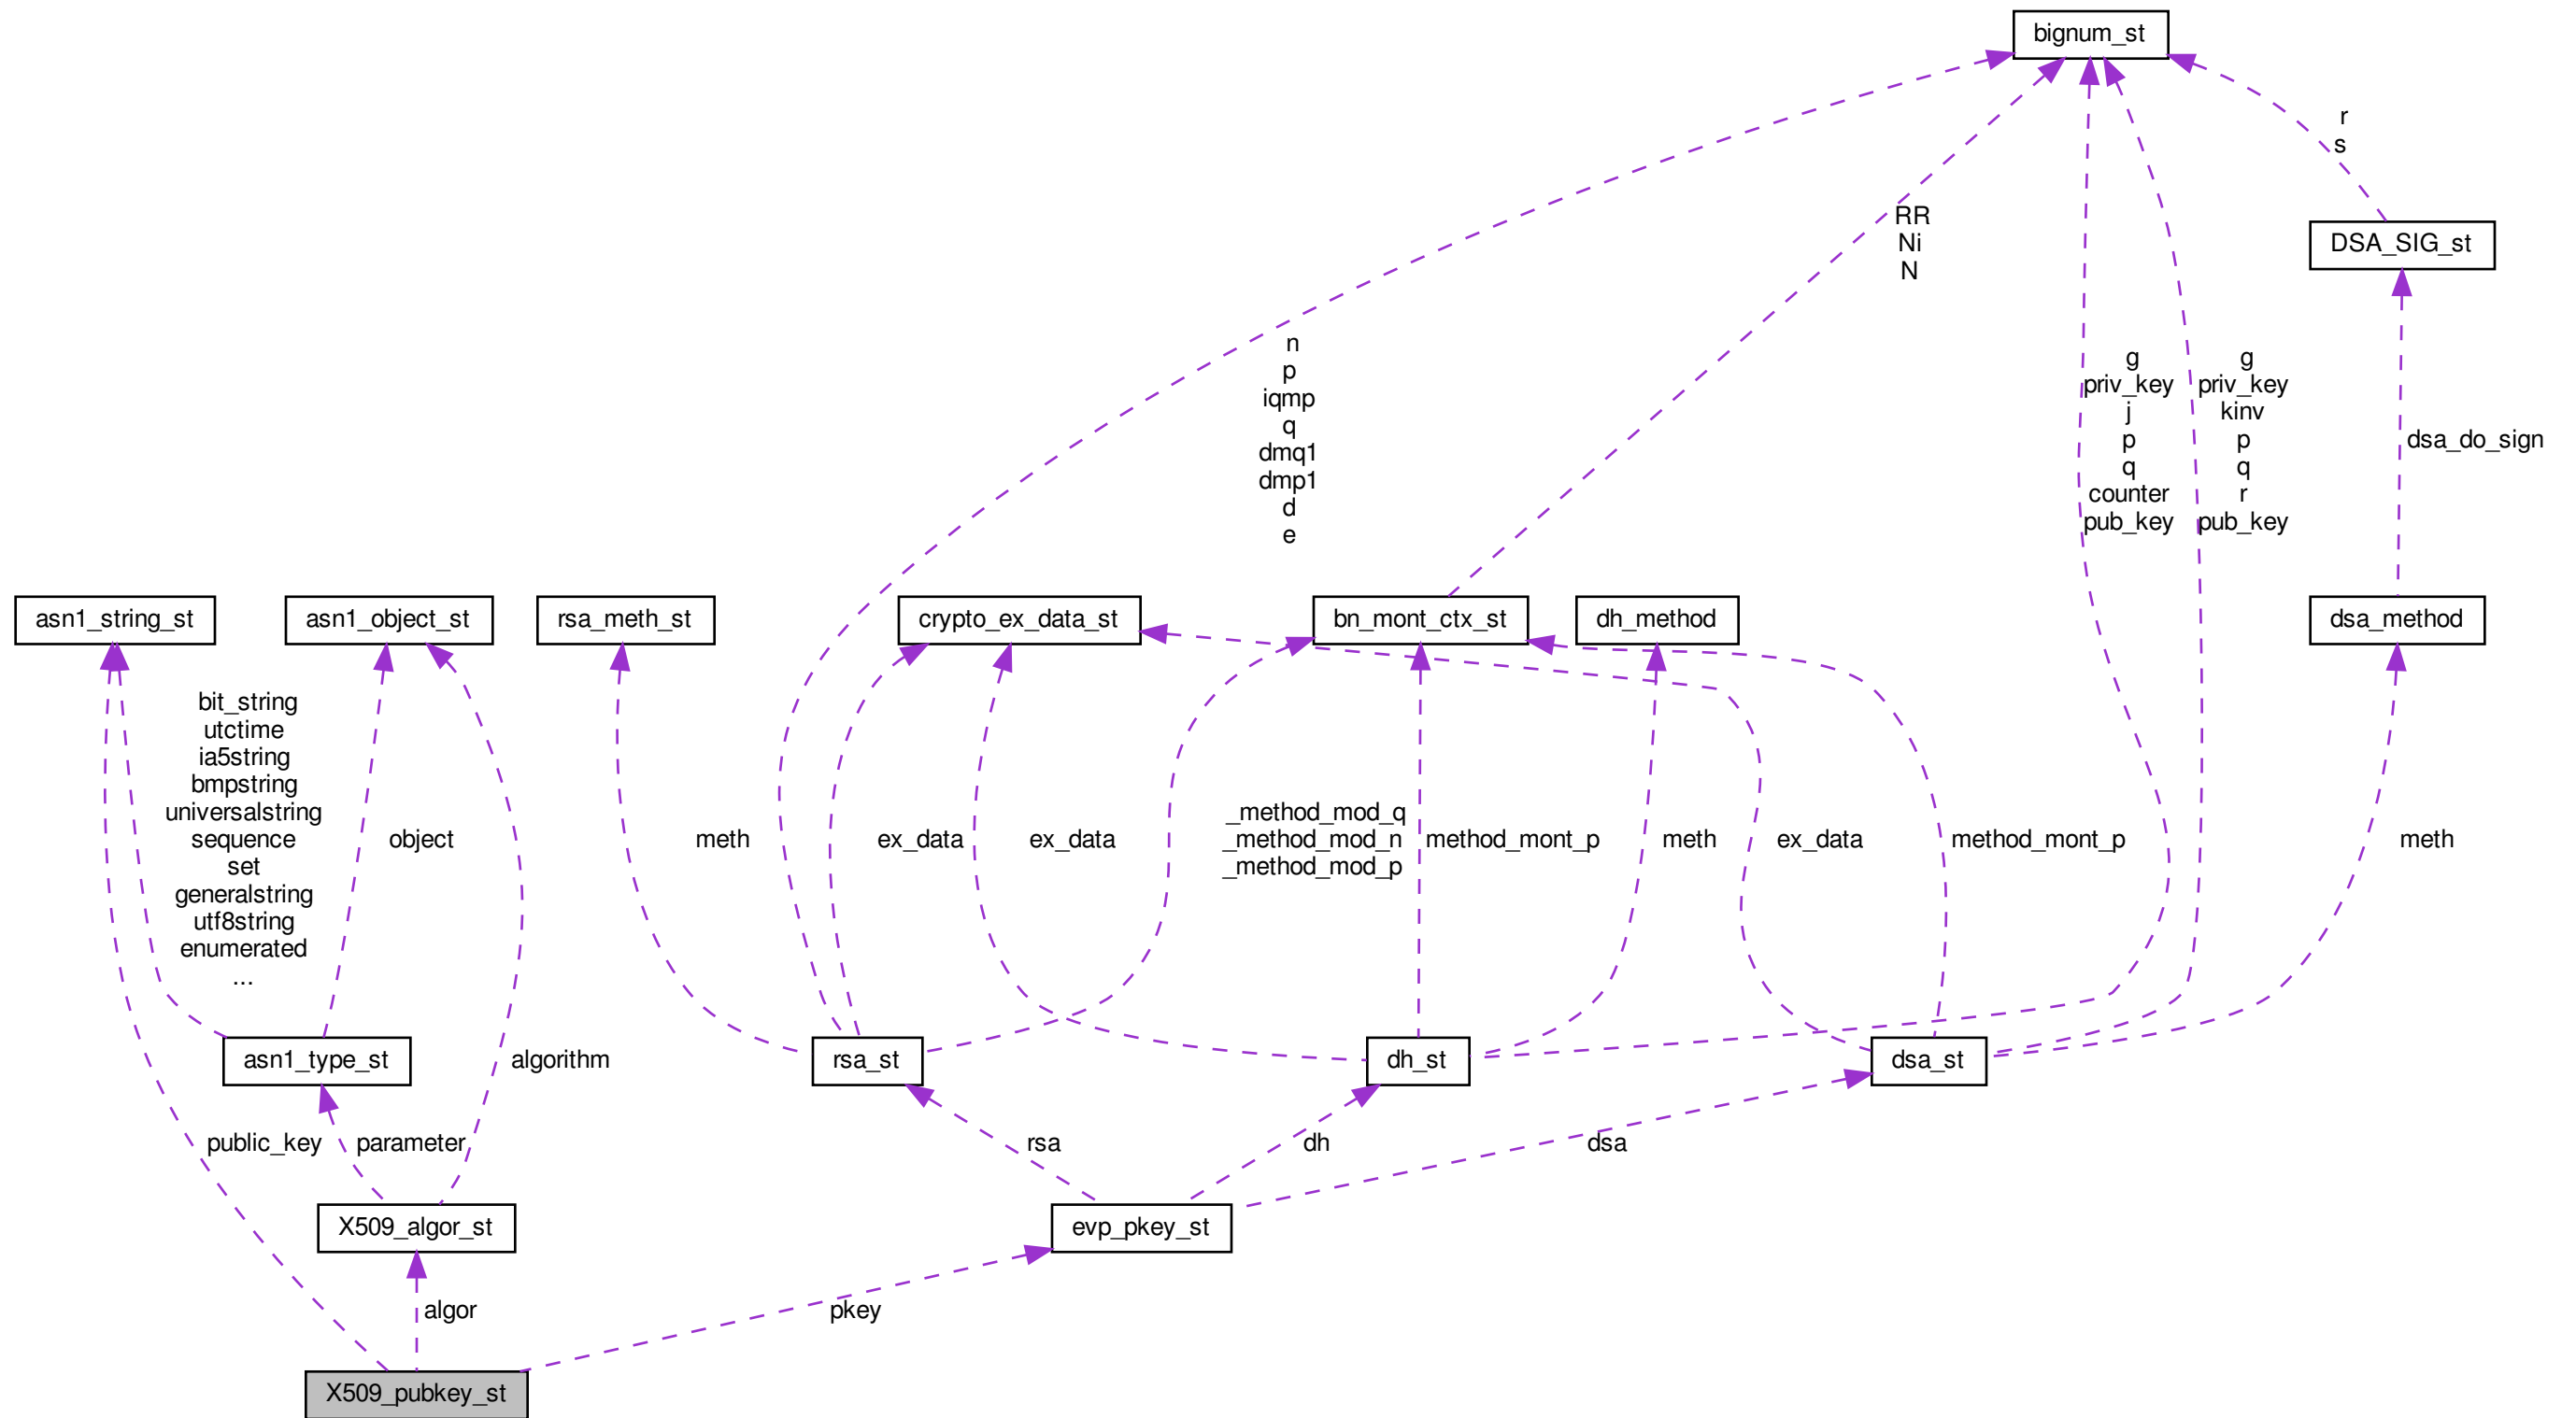 bignum_st
r
s
RR
Ni
N
DSA_SIG_st
n
p
iqmp
q
dmq1
dmp1
d
e
g
priv_key
j
p
q
counter
pub_key
g
priv_key
kinv
p
q
r
pub_key
dsa_do_sign
asn1_string_st
asn1_object_st
rsa_meth_st
crypto_ex_data_st
bn_mont_ctx_st
dh_method
dsa_method
bit_string
utctime
ia5string
bmpstring
universalstring
sequence
set
generalstring
utf8string
enumerated
...
object
meth
ex_data
ex_data
_method_mod_q
_method_mod_n
_method_mod_p
method_mont_p
meth
ex_data
method_mont_p
meth
asn1_type_st
algorithm
rsa_st
dh_st
dsa_st
public_key
parameter
rsa
dh
dsa
X509_algor_st
evp_pkey_st
algor
pkey
X509_pubkey_st